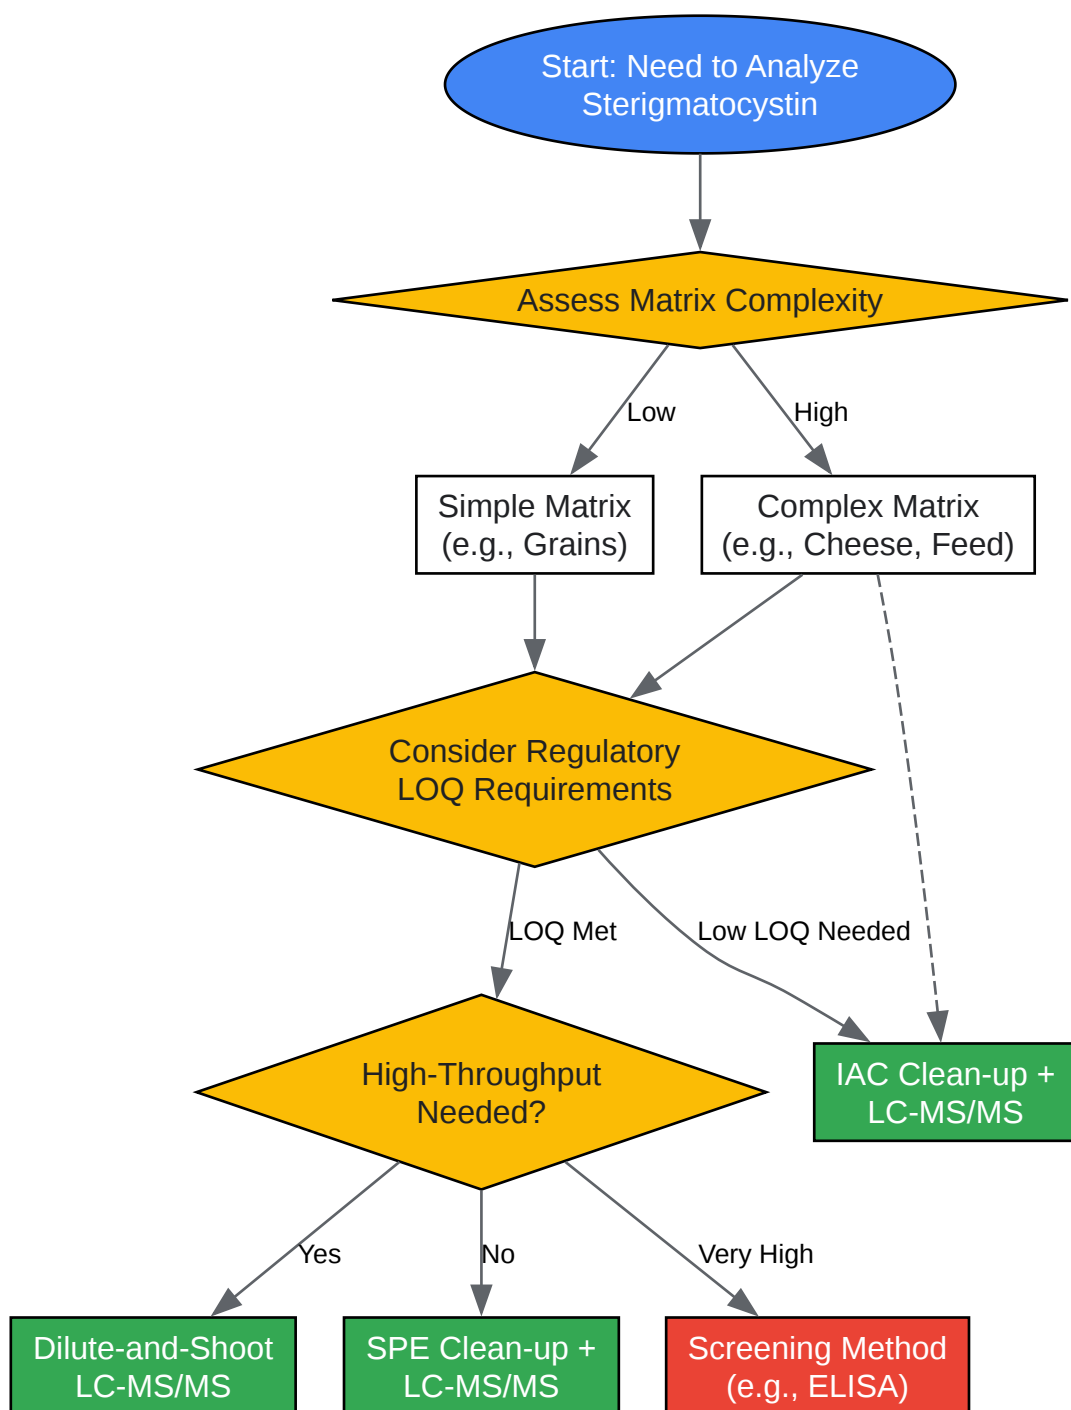 Start: Need to Analyze
Sterigmatocystin
Assess Matrix Complexity
Low
High
Simple Matrix
(e.g., Grains)
Complex Matrix
(e.g., Cheese, Feed)
Consider Regulatory
LOQ Requirements
LOQ Met
Low LOQ Needed
High-Throughput
Needed?
IAC Clean-up +
LC-MS/MS
Yes
No
Very High
Dilute-and-Shoot
LC-MS/MS
SPE Clean-up +
LC-MS/MS
Screening Method
(e.g., ELISA)